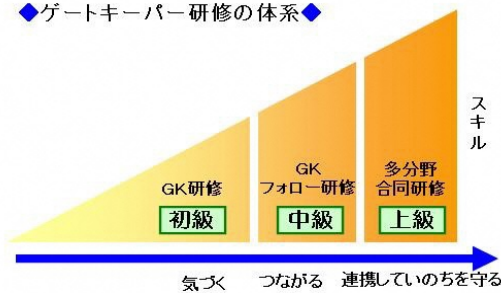 ◆ゲートキーパー研修の体系◆
スキル
GK研修
初級
GK
フォロー研修
中級
多分野
合同研修
上級
気づく
つながる
連携していのちを守る